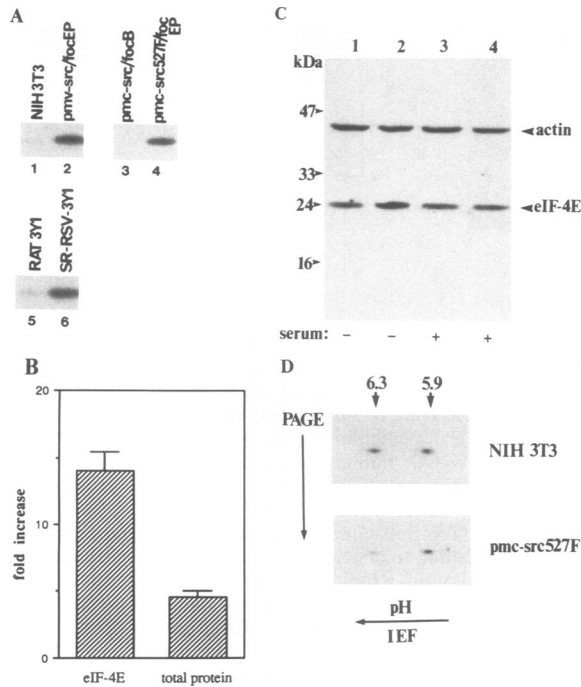 A
NIH 3T3
pmv-src/focEP
pmc-src/focB
pmc-src527F/foc
EP
1 2 3 4
RAT 3Y1
SR-RSV-3Y1
5 6
B
fold increase
20
10
0
eIF-4E total protein
C
1 2 3 4
kDa
47
actin
33
24
eIF-4E
16
serum: – – + +
D
6.3 5.9
PAGE
NIH 3T3
pmc-src527F
pH
IEF